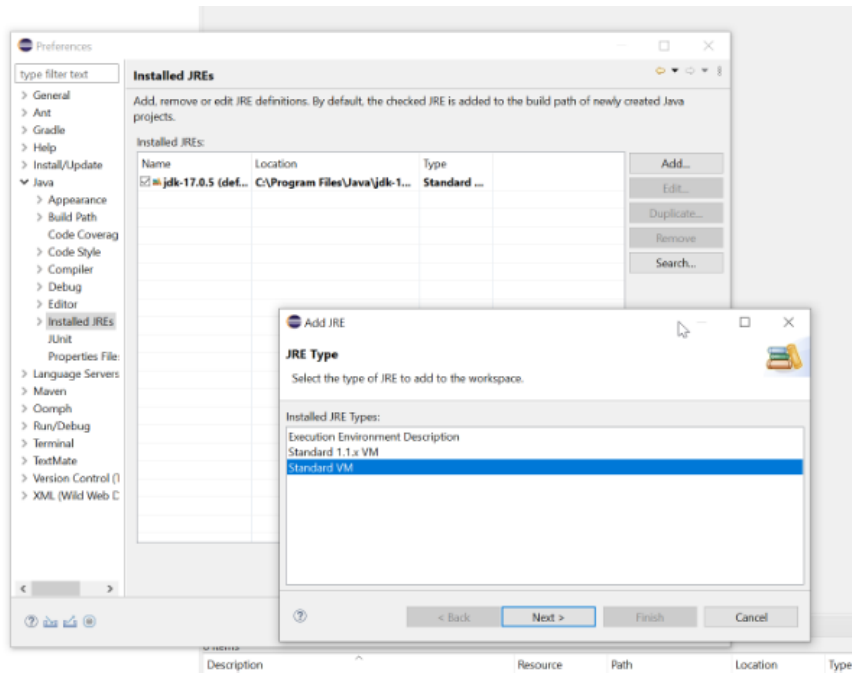 Preferences
type filter text
General
Ant
Gradle
Help
Install/Update
Java
Appearance
Build Path
Code Coverag
Code Style
Compiler
Debug
Editor
Installed JREs
JUnit
Properties File:
Language Servers
Maven
Oomph
Run/Debug
Terminal
TextMate
Version Control (T
XML (Wild Web D
Installed JREs
Add, remove or edit JRE definitions. By default, the checked JRE is added to the build path of newly created Java
projects.
Installed JREs:
Name Location Type
jdk-17.0.5 (def... C:\Program Files\Java\jdk-1... Standard ...
Add...
Edit...
Duplicate...
Remove
Search...
Add JRE
JRE Type
Select the type of JRE to add to the workspace.
Installed JRE Types:
Execution Environment Description
Standard 1.1.x VM
Standard VM
< Back Next > Finish Cancel
0 items
Description Resource Path Location Type